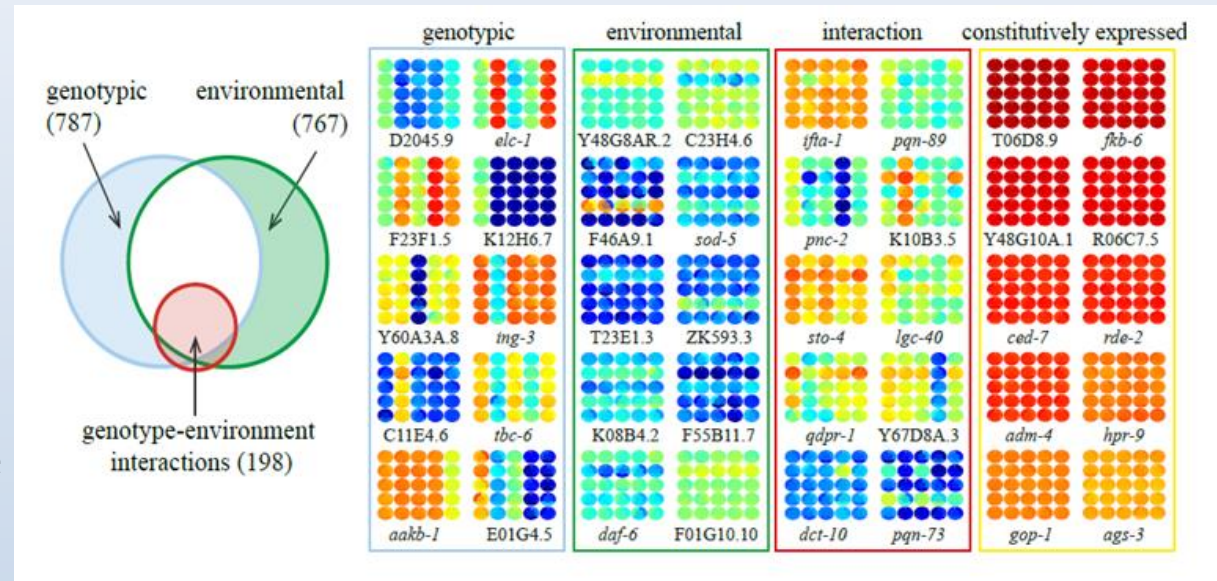 genotypic
(787)
environmental
(767)
genotype-environment
interactions (198)
genotypic environmental interaction constitutively expressed
D2045.9 elc-1 Y48G8AR.2 C23H4.6 ifta-1 pqn-89 T06D8.9 fkb-6
F23F1.5 K12H6.7 F46A9.1 sod-5 pnc-2 K10B3.5 Y48G10A.1 R06C7.5
Y60A3A.8 ing-3 T23E1.3 ZK593.3 sto-4 lgc-40 ced-7 rde-2
C11E4.6 tbc-6 K08B4.2 F55B11.7 qdpr-1 Y67D8A.3 adm-4 hpr-9
aakb-1 E01G4.5 daf-6 F01G10.10 dct-10 pqn-73 gop-1 ags-3